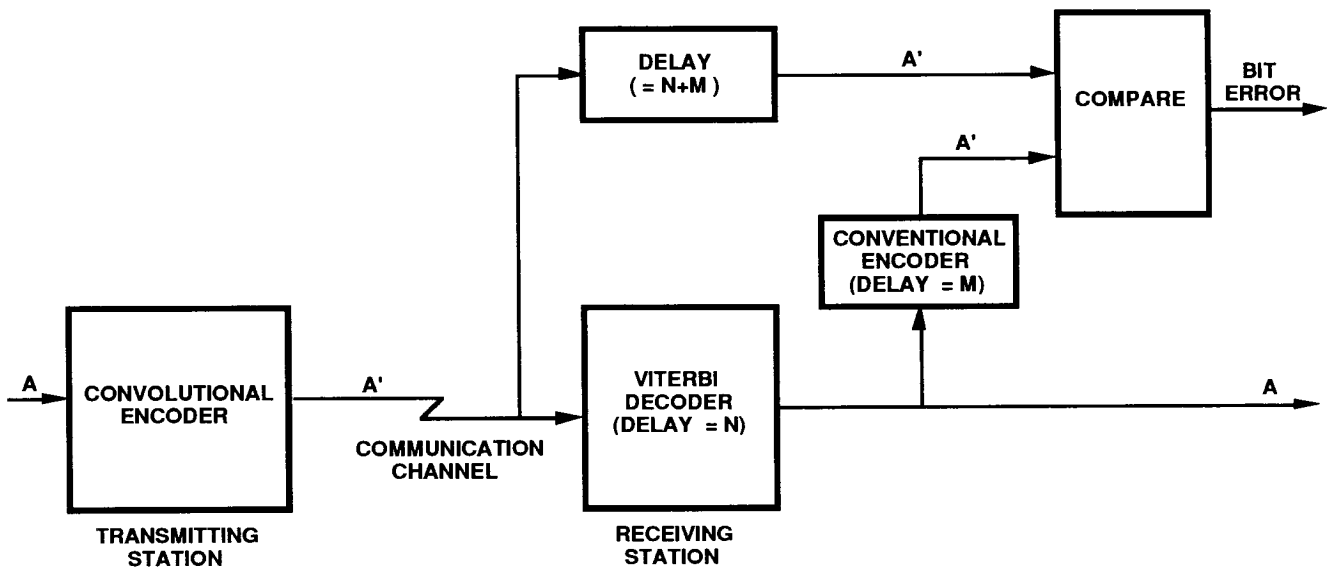 DELAY
( = N+M )
A'
COMPARE
BIT
ERROR
A'
CONVENTIONAL
ENCODER
(DELAY = M)
A
CONVOLUTIONAL
ENCODER
A'
COMMUNICATION
CHANNEL
VITERBI
DECODER
(DELAY = N)
A
TRANSMITTING
STATION
RECEIVING
STATION